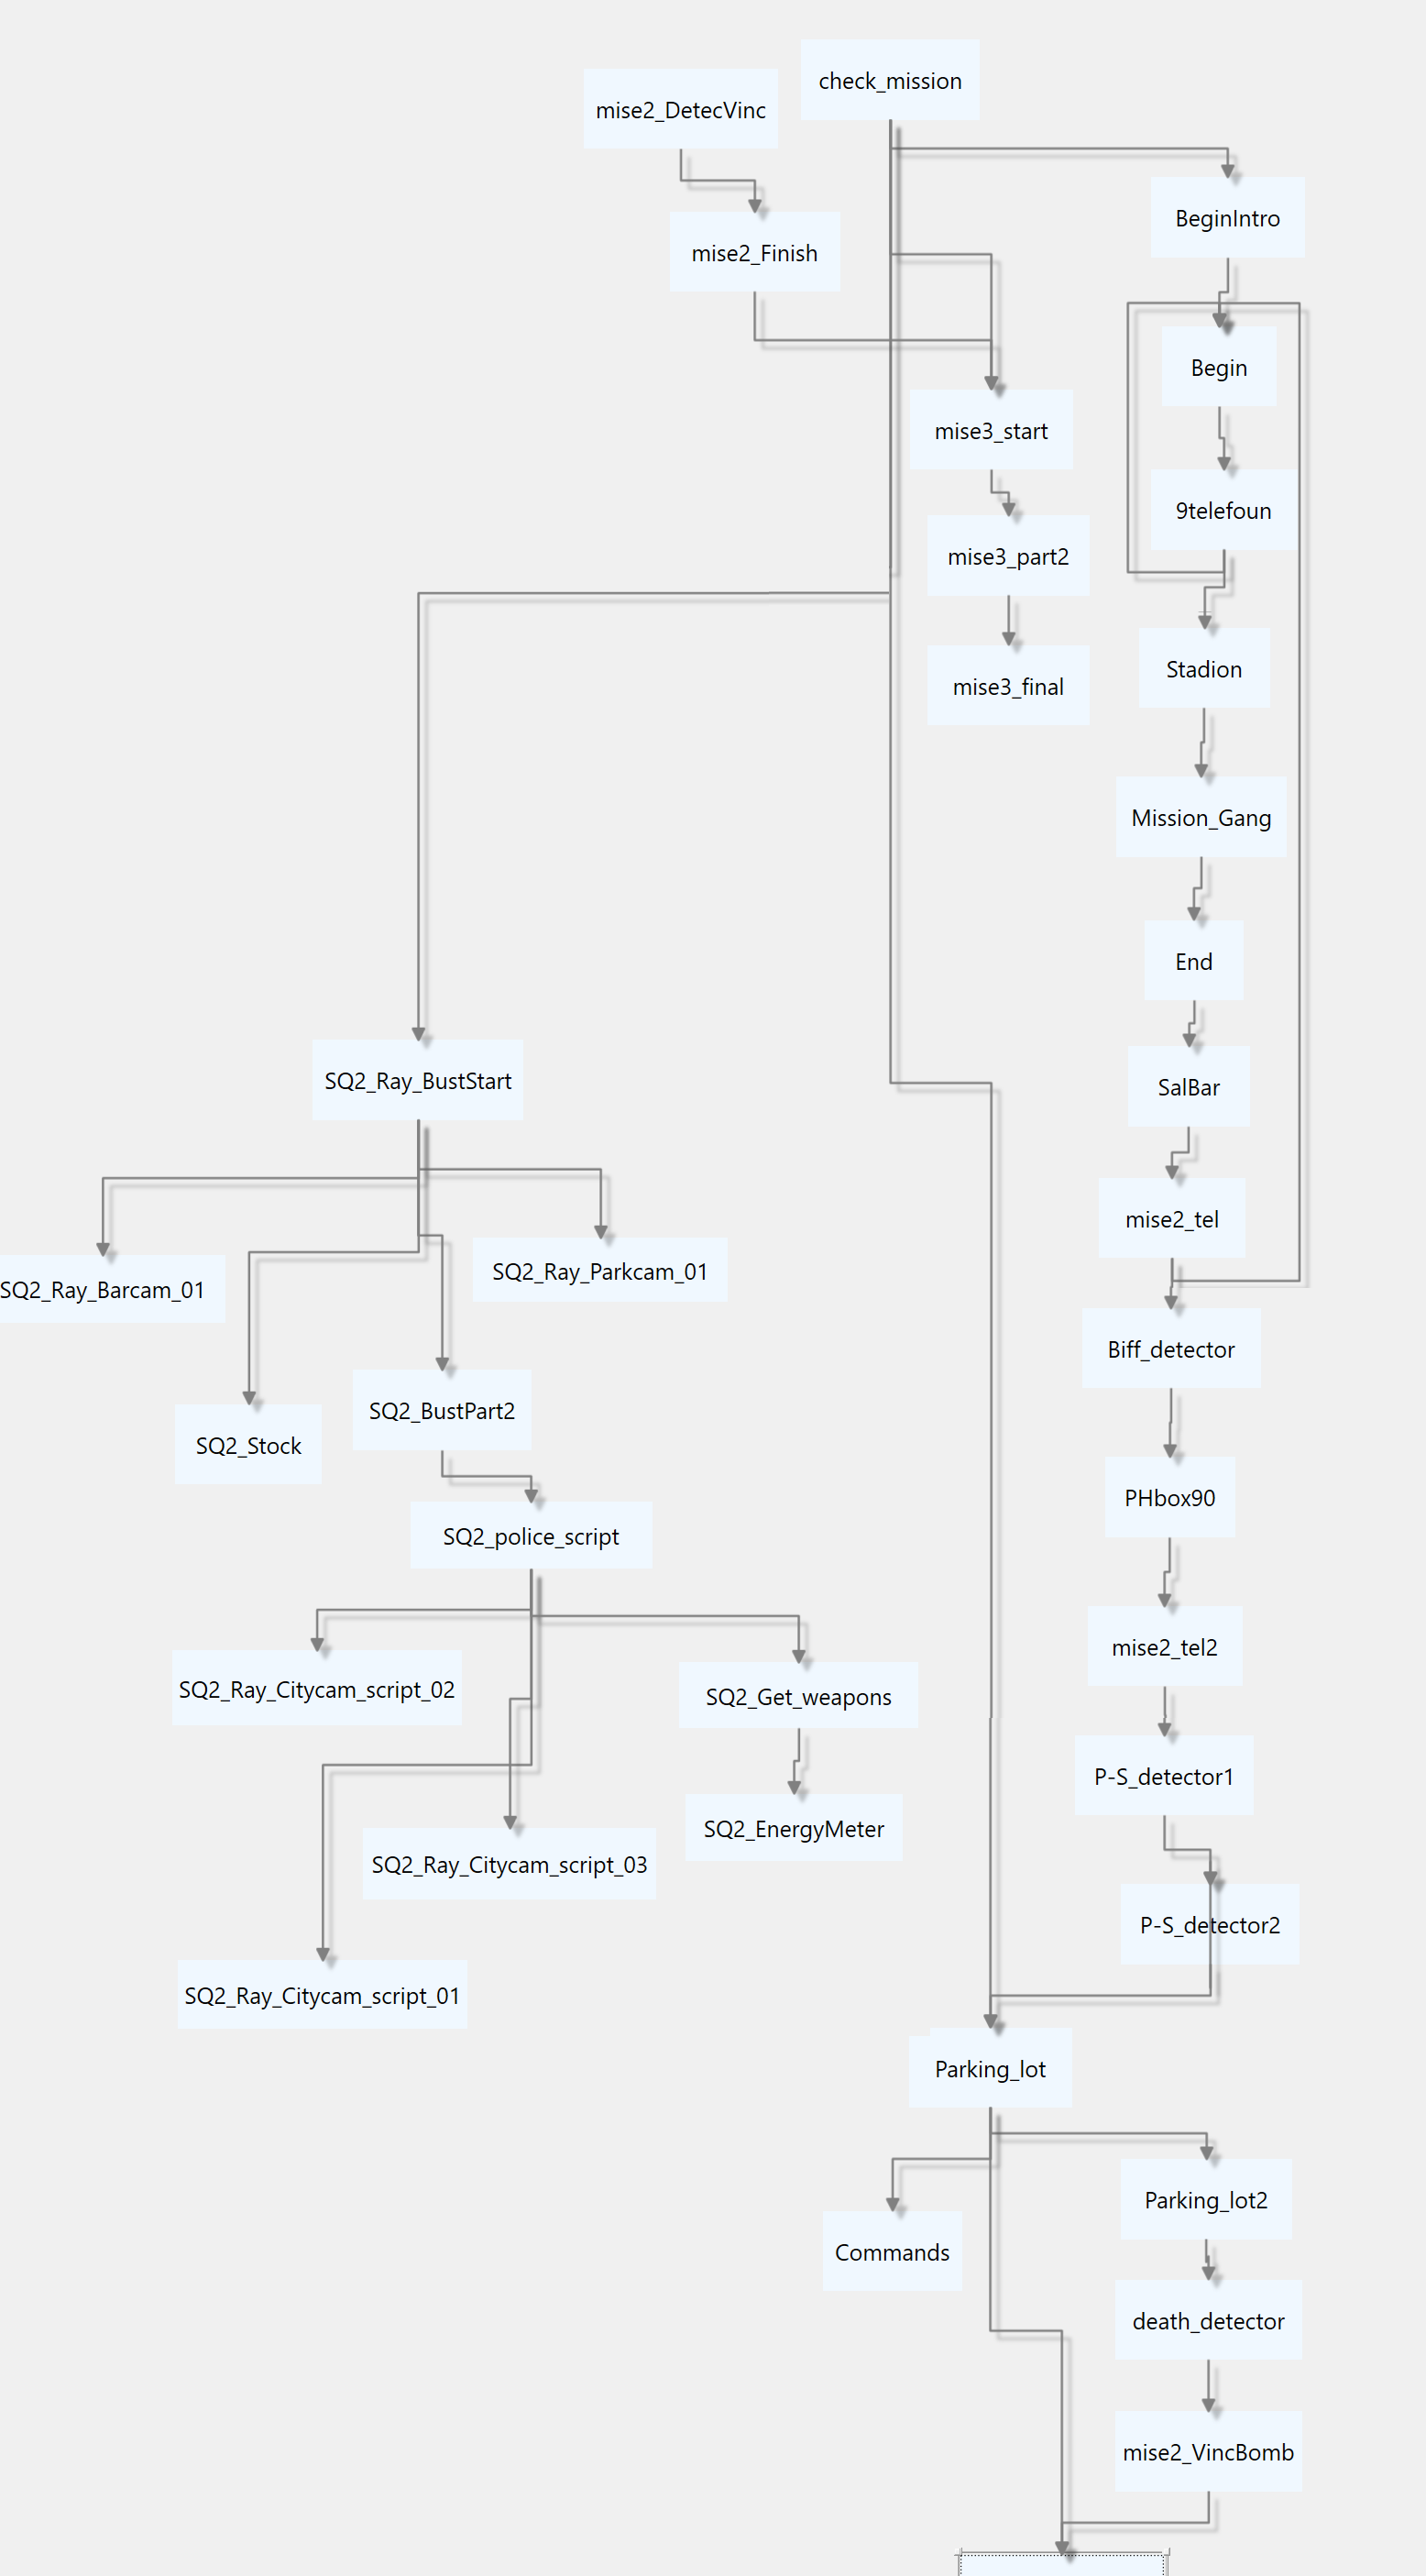 check_mission
mise2_DetecVinc
BeginIntro
mise2_Finish
Begin
mise3_start
9telefoun
mise3_part2
Stadion
mise3_final
Mission_Gang
End
SQ2_Ray_BustStart
SalBar
mise2_tel
SQ2_Ray_Parkcam_01
SQ2_Ray_Barcam_01
Biff_detector
SQ2_BustPart2
SQ2_Stock
PHbox90
SQ2_police_script
mise2_tel2
SQ2_Ray_Citycam_script_02
SQ2_Get_weapons
P-S_detector1
SQ2_EnergyMeter
SQ2_Ray_Citycam_script_03
P-S_detector2
SQ2_Ray_Citycam_script_01
Parking_lot
Parking_lot2
Commands
death_detector
mise2_VincBomb